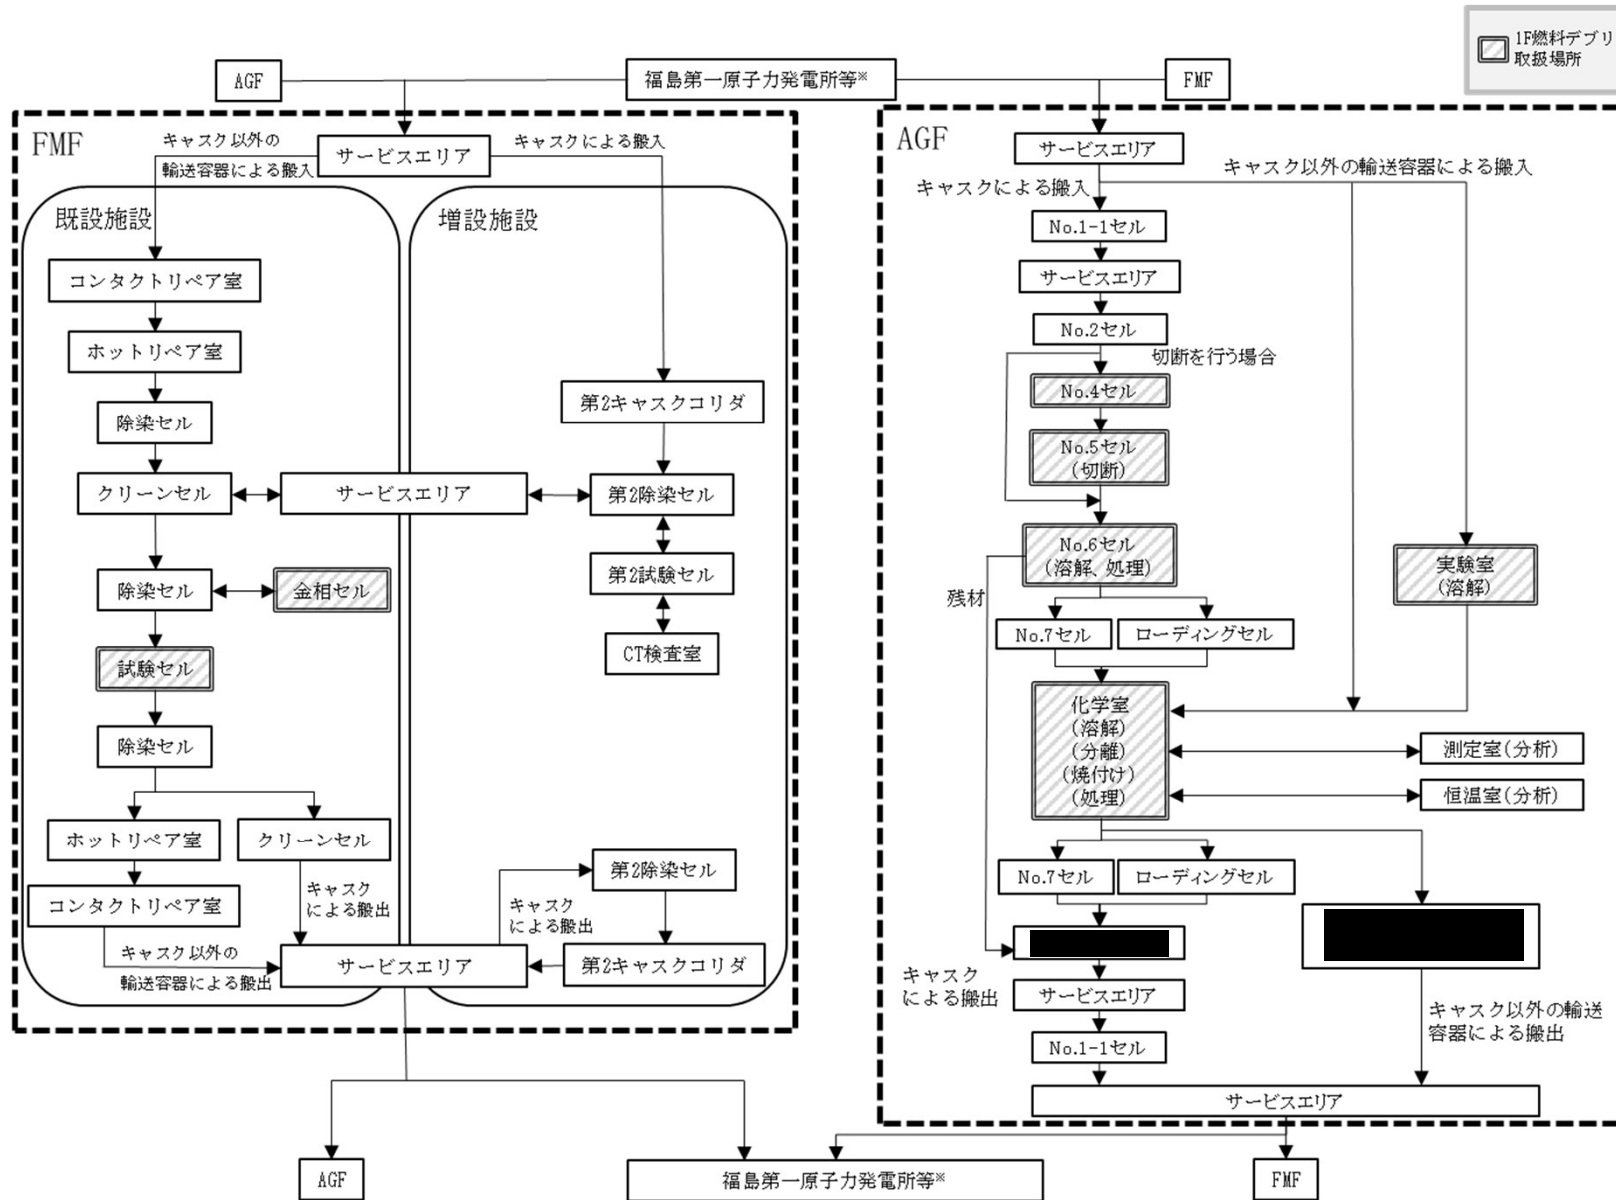 1F燃料デブリ
取扱場所
AGF
福島第一原子力発電所等※
FMF
FMF
サービスエリア
キャスク以外の
輸送容器による搬入
キャスクによる搬入
既設施設
増設施設
コンタクトリペア室
ホットリペア室
除染セル
クリーンセル
サービスエリア
第2キャスクコリダ
第2除染セル
除染セル
金相セル
第2試験セル
試験セル
CT検査室
除染セル
ホットリペア室
クリーンセル
コンタクトリペア室
キャスク
による搬出
キャスク以外の
輸送容器による搬出
サービスエリア
キャスク
による搬出
第2除染セル
第2キャスクコリダ
AGF
サービスエリア
キャスクによる搬入
キャスク以外の輸送容器による搬入
No.1-1セル
サービスエリア
No.2セル
切断を行う場合
No.4セル
No.5セル
(切断)
No.6セル
(溶解、処理)
実験室
(溶解)
残材
No.7セル
ローディングセル
化学室
(溶解)
(分離)
(焼付け)
(処理)
測定室(分析)
恒温室(分析)
No.7セル
ローディングセル
キャスク
による搬出
サービスエリア
No.1-1セル
キャスク以外の輸送
容器による搬出
サービスエリア
AGF
福島第一原子力発電所等※
FMF